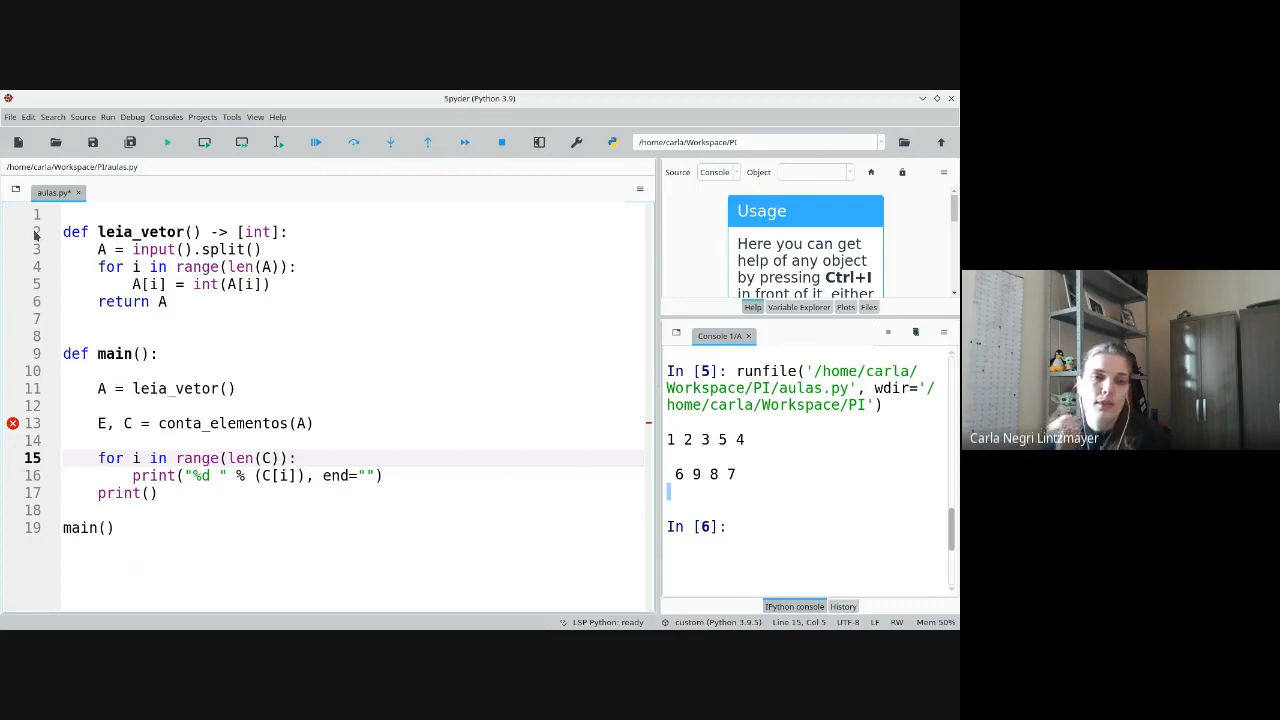 Spyder (Python 3.9)
File Edit Search Source Run Debug Consoles Projects Tools View Help
/home/carla/Workspace/PI
/home/carla/Workspace/PI/aulas.py
aulas.py*
1
2 def leia_vetor() -> [int]:
3 A = input().split()
4 for i in range(len(A)):
5 A[i] = int(A[i])
6 return A
7
8
9 def main():
10
11 A = leia_vetor()
12
13 E, C = conta_elementos(A)
14
15 for i in range(len(C)):
16 print("%d " % (C[i]), end="")
17 print()
18
19 main()
Source Console Object
Usage
Here you can get
help of any object
by pressing Ctrl+I
in front of it, either
Help Variable Explorer Plots Files
Console 1/A
In [5]: runfile('/home/carla/
Workspace/PI/aulas.py', wdir='/
home/carla/Workspace/PI')
1 2 3 5 4
6 9 8 7
In [6]:
IPython console History
LSP Python: ready custom (Python 3.9.5) Line 15, Col 5 UTF-8 LF RW Mem 50%
Carla Negri Lintzmayer